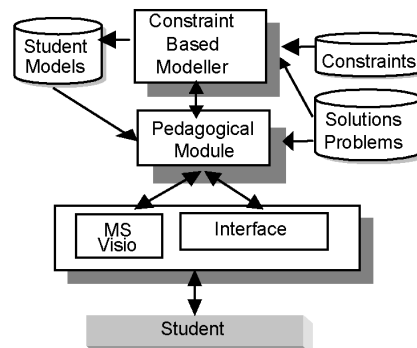 Student
Models
Constraint
Based
Modeller
Constraints
Solutions
Problems
Pedagogical
Module
MS
Visio
Interface
Student